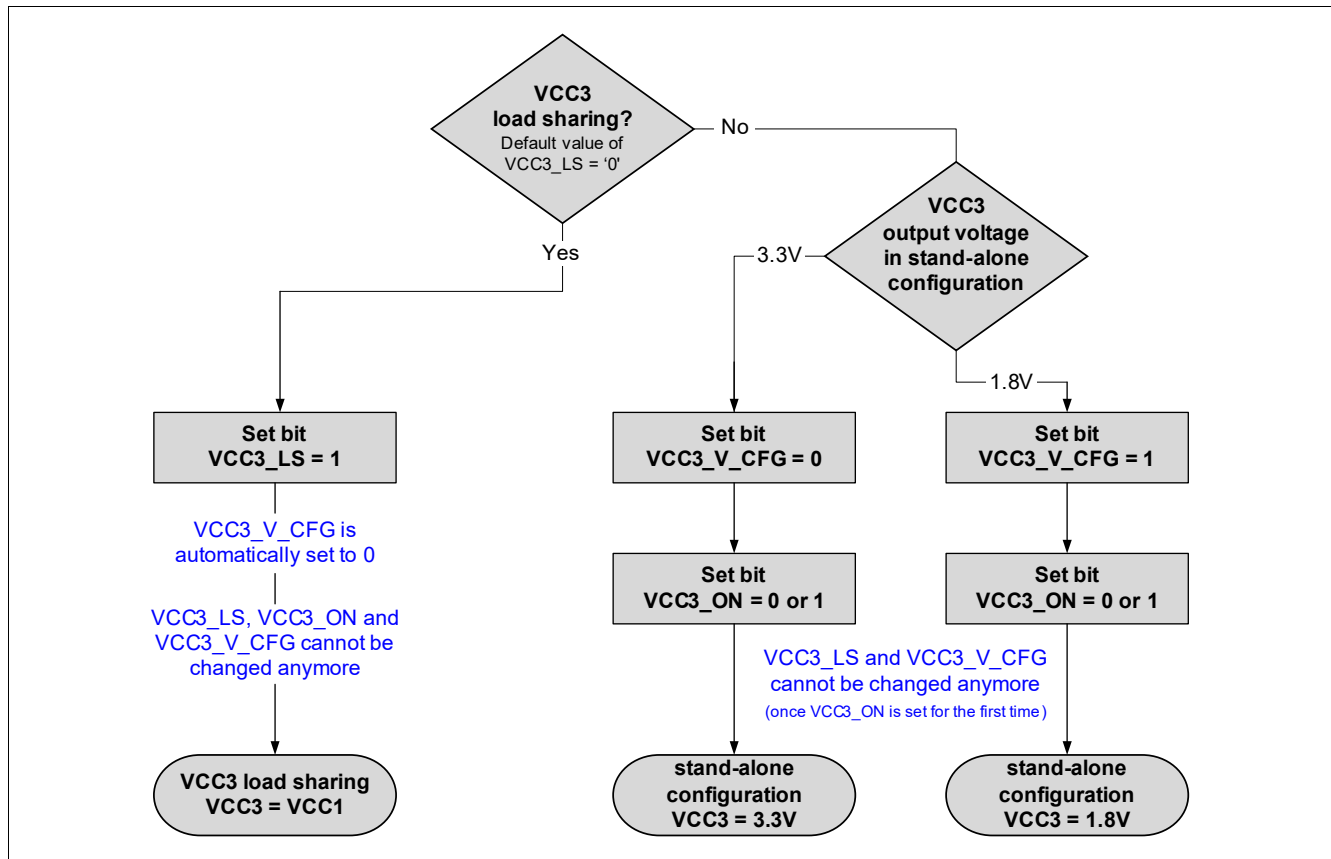 VCC3
load sharing?
Default value of
VCC3_LS = ‘0'
No
Yes
VCC3
output voltage
in stand-alone
configuration
3.3V
1.8V
Set bit
VCC3_LS = 1
Set bit
VCC3_V_CFG = 0
Set bit
VCC3_V_CFG = 1
VCC3_V_CFG is
automatically set to 0
Set bit
VCC3_ON = 0 or 1
Set bit
VCC3_ON = 0 or 1
VCC3_LS, VCC3_ON and
VCC3_V_CFG cannot be
changed anymore
VCC3_LS and VCC3_V_CFG
cannot be changed anymore
(once VCC3_ON is set for the first time)
VCC3 load sharing
VCC3 = VCC1
stand-alone
configuration
VCC3 = 3.3V
stand-alone
configuration
VCC3 = 1.8V